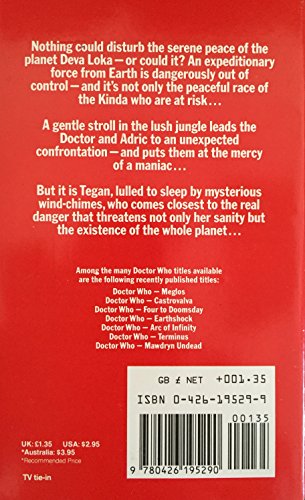 Nothing could disturb the serene peace of the
planet Deva Loka — or could it? An expeditionary
force from Earth is dangerously out of
control — and it's not only the peaceful race of
the Kinda who are at risk...
A gentle stroll in the lush jungle leads the
Doctor and Adric to an unexpected
confrontation — and puts them at the mercy
of a maniac...
But it is Tegan, lulled to sleep by mysterious
wind-chimes, who comes closest to the real
danger that threatens not only her sanity but
the existence of the whole planet...
Among the many Doctor Who titles available
are the following recently published titles:
Doctor Who — Meglos
Doctor Who — Castrovalva
Doctor Who — Four to Doomsday
Doctor Who — Earthshock
Doctor Who — Arc of Infinity
Doctor Who — Terminus
Doctor Who — Mawdryn Undead
UK: £1.35 USA: $2.95
*Australia: $3.95
*Recommended Price
TV tie-in
GB £ NET +001.35
ISBN 0-426-19529-9
00135
9 780426 195290